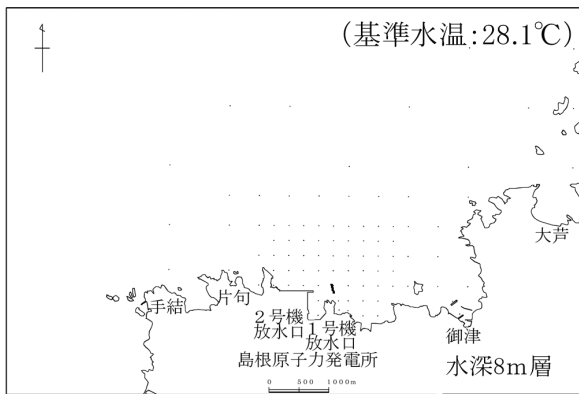 (基準水温:28.1℃)
大芦
手結
片句
2号機
放水口
1号機
放水口
御津
島根原子力発電所
水深8m層
0 500 1000m